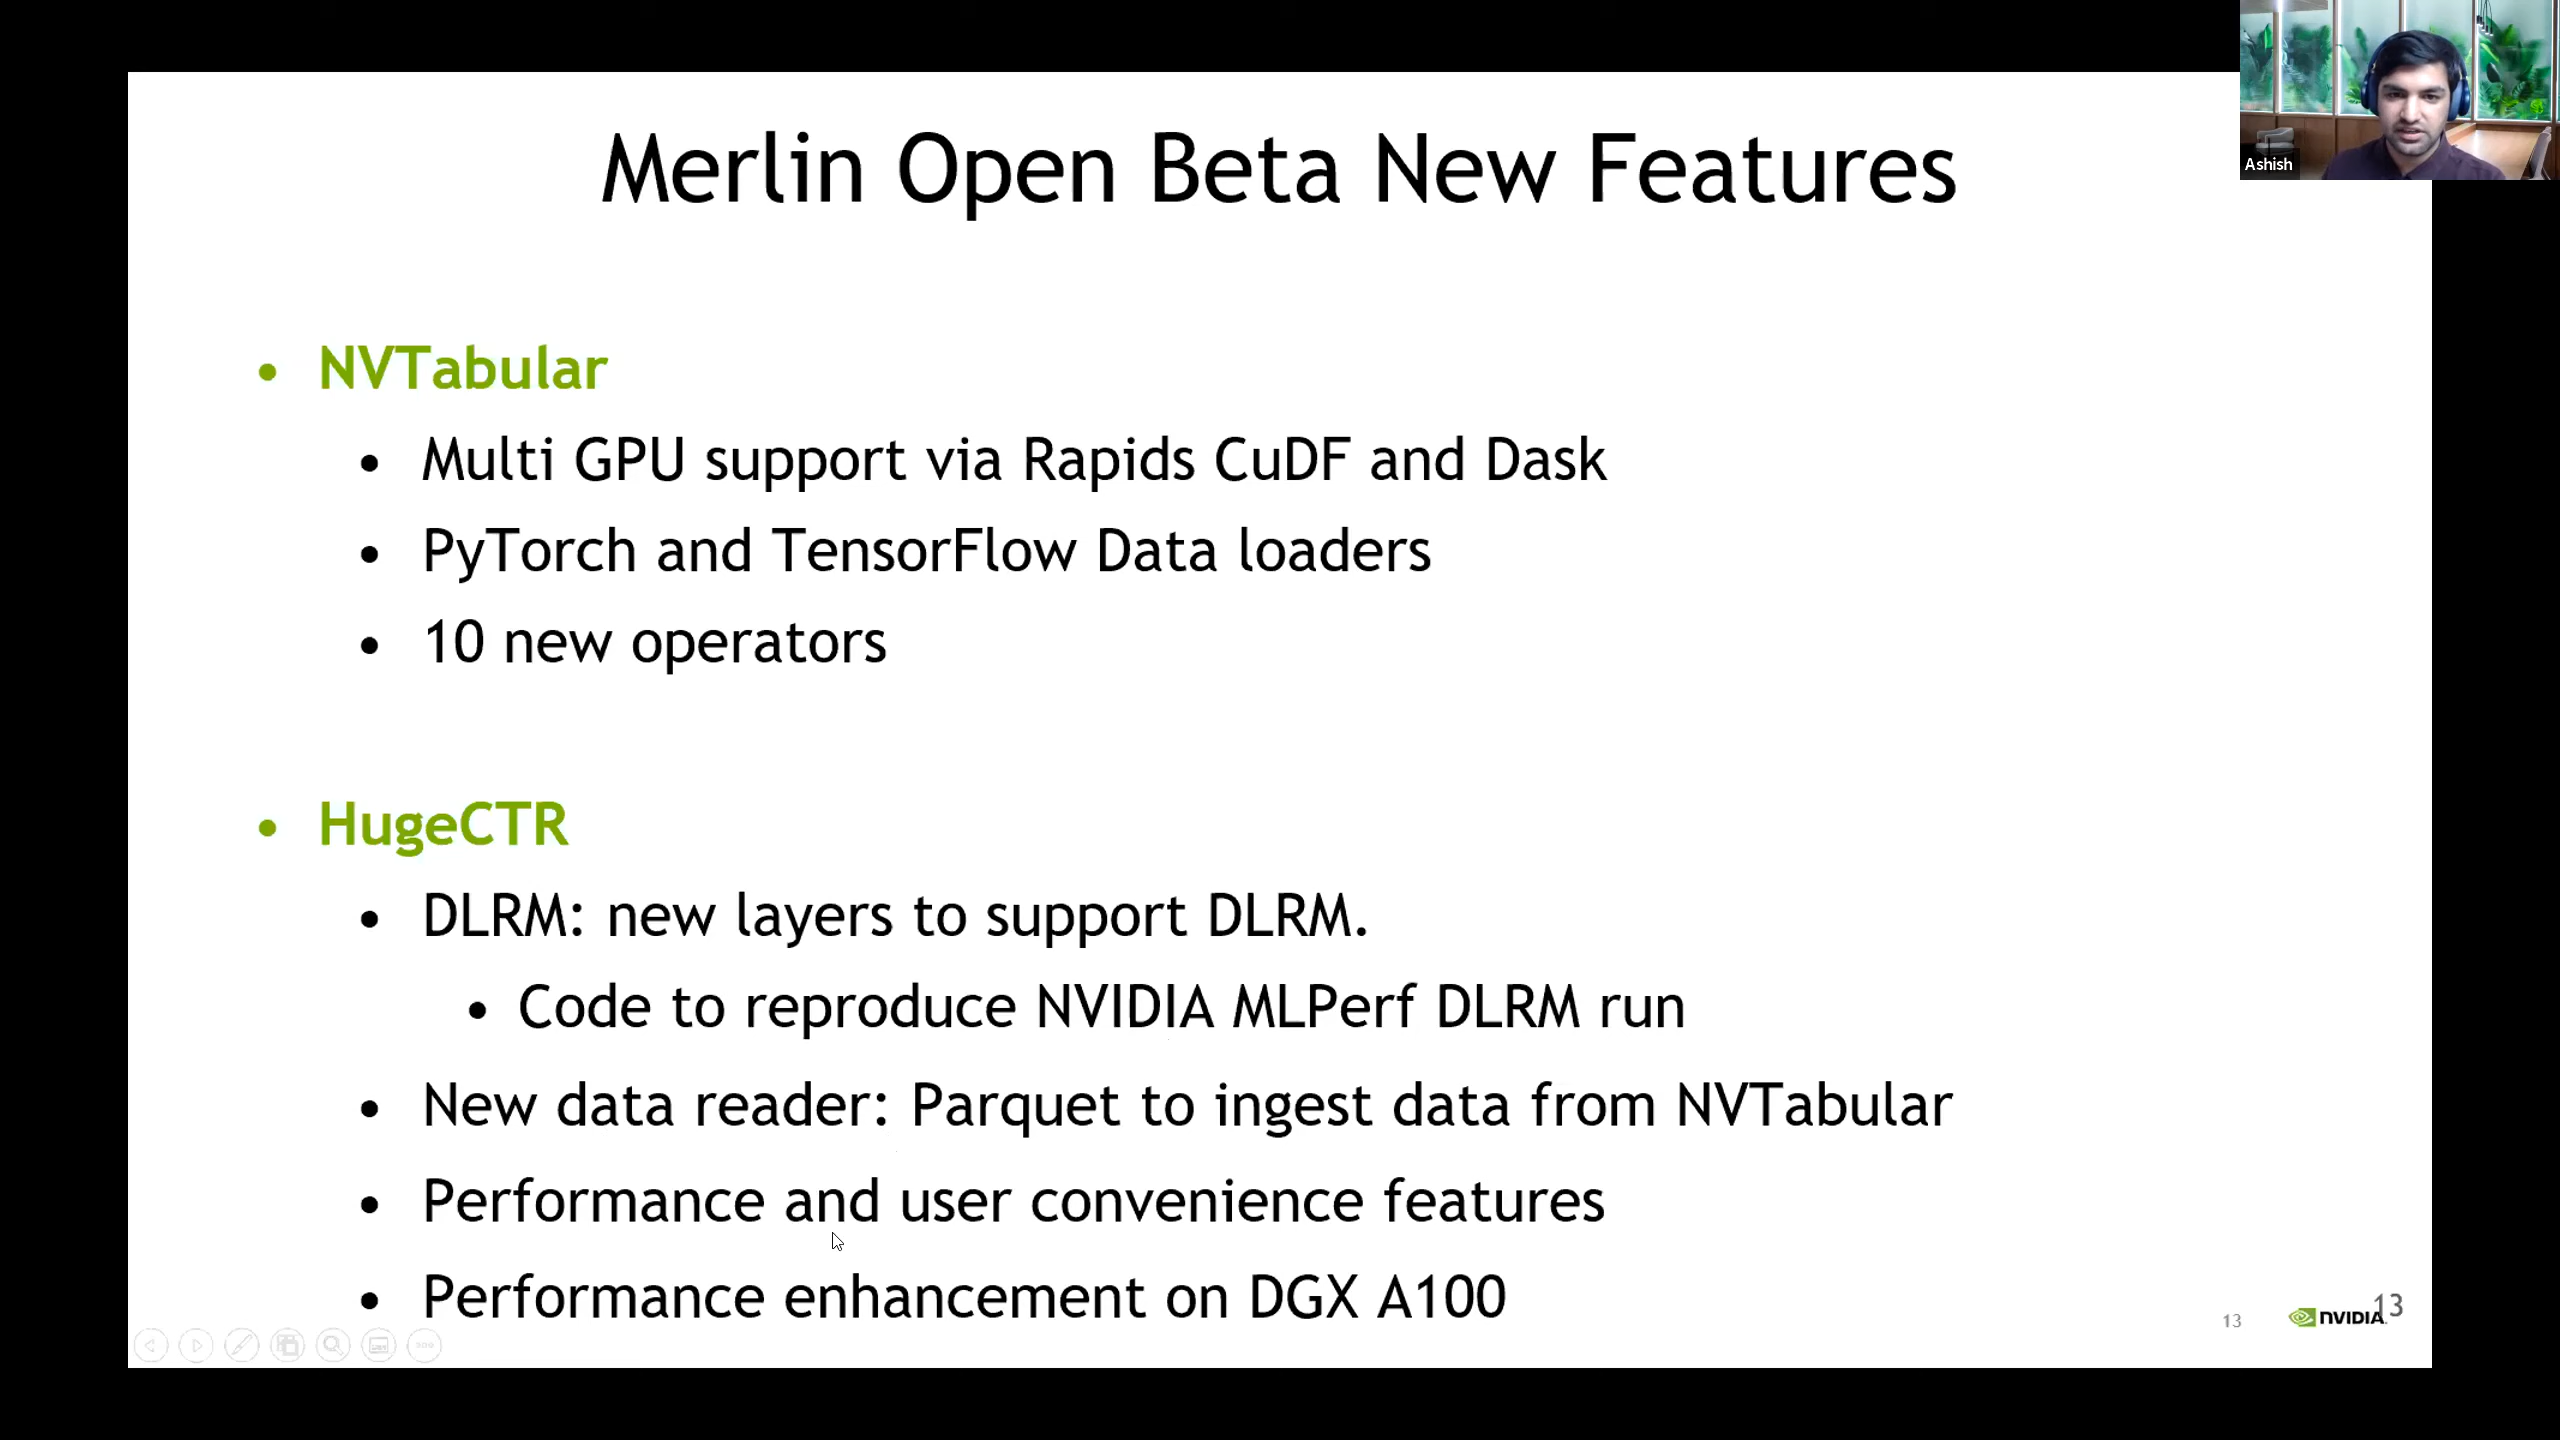 Ashish
Merlin Open Beta New Features
• NVTabular
• Multi GPU support via Rapids CuDF and Dask
• PyTorch and TensorFlow Data loaders
• 10 new operators
• HugeCTR
• DLRM: new layers to support DLRM.
• Code to reproduce NVIDIA MLPerf DLRM run
• New data reader: Parquet to ingest data from NVTabular
• Performance and user convenience features
• Performance enhancement on DGX A100
13
NVIDIA.
13